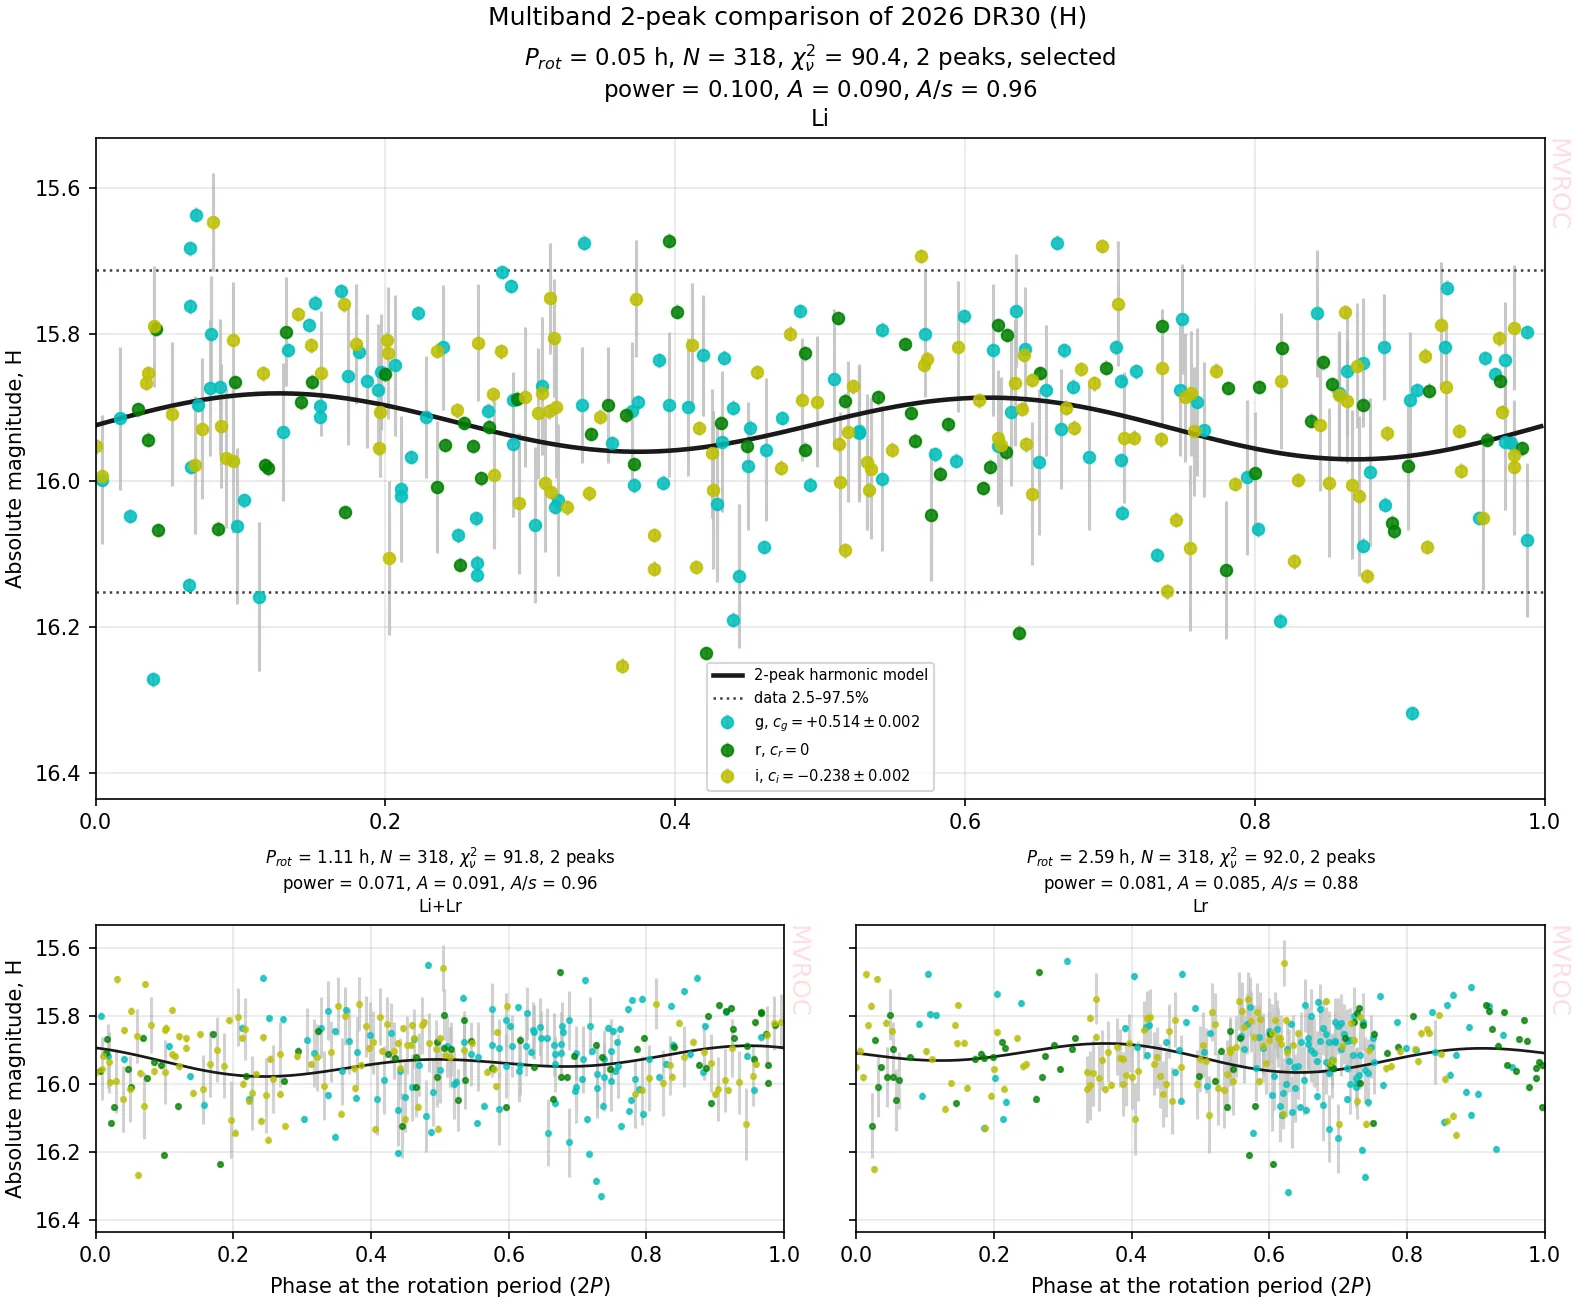 Multiband 2-peak comparison of 2026 DR30 (H)
P_rot = 0.05 h, N = 318, χ²_ν = 90.4, 2 peaks, selected
power = 0.100, A = 0.090, A/s = 0.96
Li
MVROC
Absolute magnitude, H
15.6
15.8
16.0
16.2
16.4
2-peak harmonic model
data 2.5–97.5%
g, c_g = +0.514 ± 0.002
r, c_r = 0
i, c_i = −0.238 ± 0.002
0.0 0.2 0.4 0.6 0.8 1.0
P_rot = 1.11 h, N = 318, χ²_ν = 91.8, 2 peaks
power = 0.071, A = 0.091, A/s = 0.96
Li+Lr
MVROC
Absolute magnitude, H
15.6
15.8
16.0
16.2
16.4
0.0 0.2 0.4 0.6 0.8 1.0
Phase at the rotation period (2P)
P_rot = 2.59 h, N = 318, χ²_ν = 92.0, 2 peaks
power = 0.081, A = 0.085, A/s = 0.88
Lr
MVROC
0.0 0.2 0.4 0.6 0.8 1.0
Phase at the rotation period (2P)